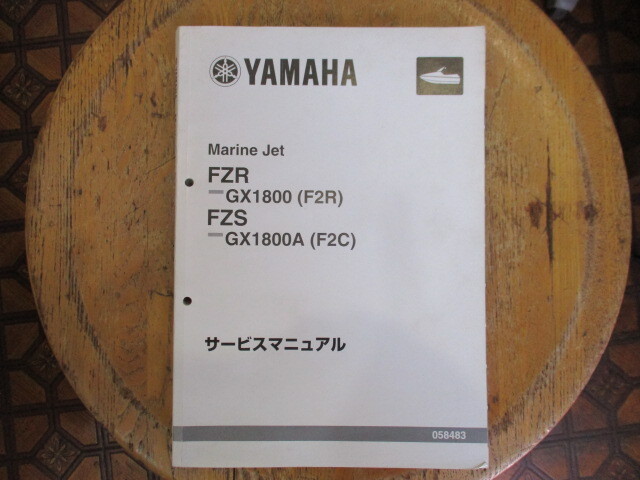 YAMAHA
Marine Jet
FZR
GX1800 (F2R)
FZS
GX1800A (F2C)
サービスマニュアル
058483